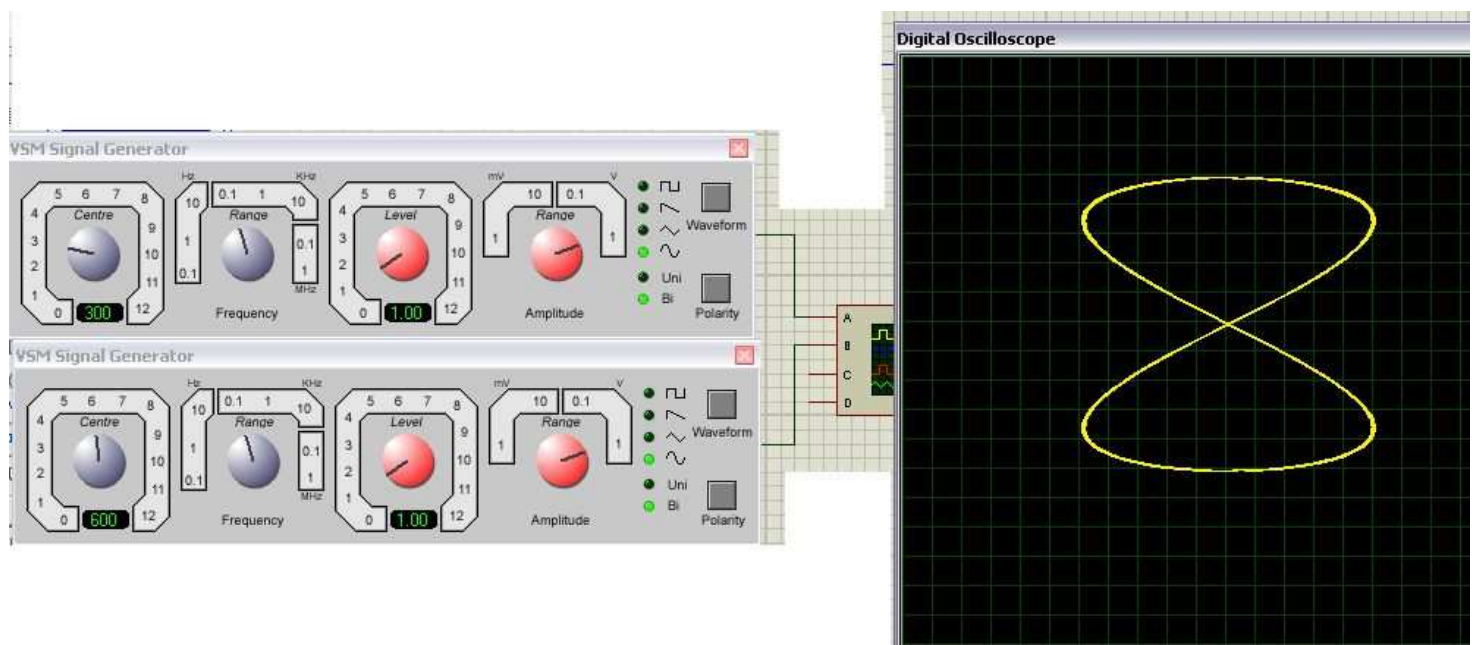 Digital Oscilloscope
VSM Signal Generator
Hz KHz mV V
5 6 7 8 0.1 1 10 5 6 7 8 10 0.1
4 Centre 10 Range 4 Level Range Waveform
3 9 1 0.1 3 9 1 1
2 10 0.1 1 2 10 Uni
1 11 MHz 1 11 Bi
0 300 12 Frequency 0 1.00 12 Amplitude Polarity
A
B
C
D
VSM Signal Generator
Hz KHz mV V
5 6 7 8 0.1 1 10 5 6 7 8 10 0.1
4 Centre 10 Range 4 Level Range Waveform
3 9 1 0.1 3 9 1 1
2 10 0.1 1 2 10 Uni
1 11 MHz 1 11 Bi
0 600 12 Frequency 0 1.00 12 Amplitude Polarity